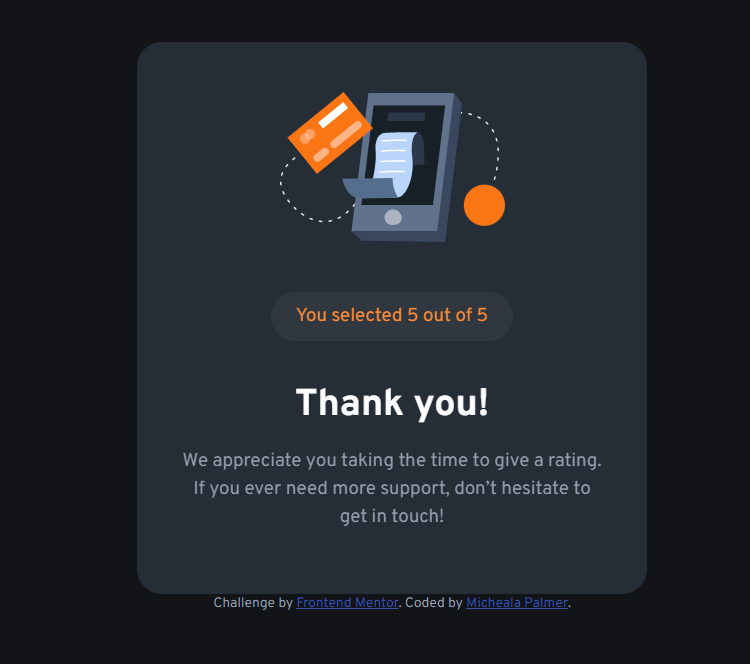 You selected 5 out of 5
Thank you!
We appreciate you taking the time to give a rating.
If you ever need more support, don’t hesitate to
get in touch!
Challenge by Frontend Mentor. Coded by Micheala Palmer.